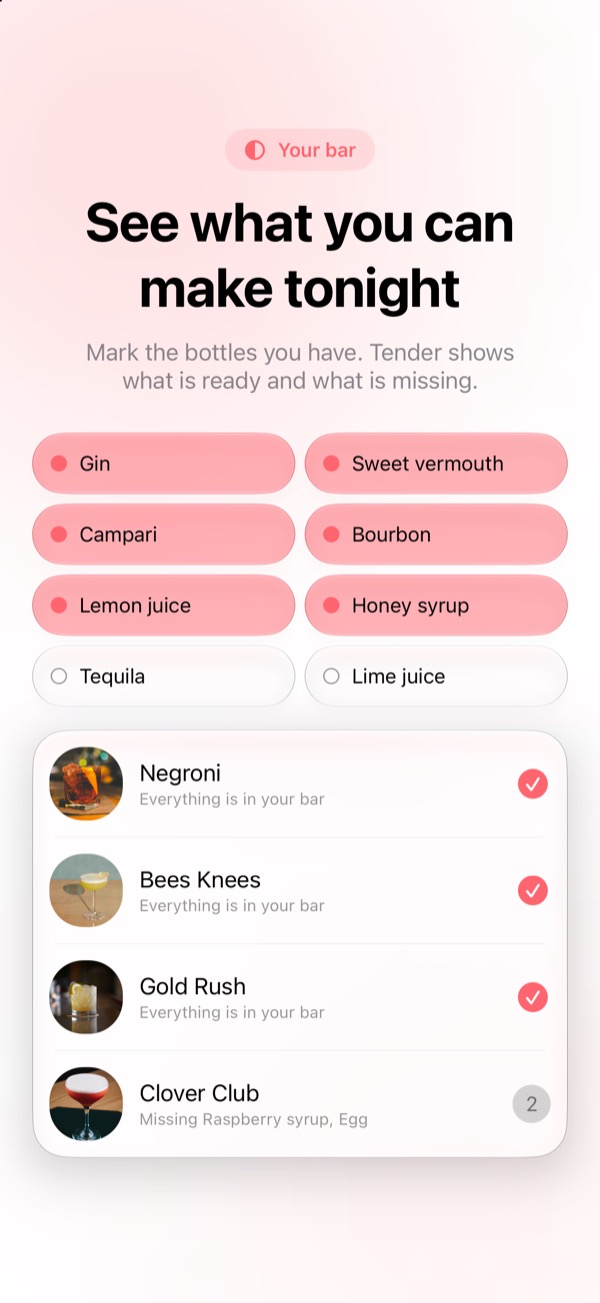 Your bar
See what you can
make tonight
Mark the bottles you have. Tender shows
what is ready and what is missing.
Gin
Sweet vermouth
Campari
Bourbon
Lemon juice
Honey syrup
Tequila
Lime juice
Negroni
Everything is in your bar
Bees Knees
Everything is in your bar
Gold Rush
Everything is in your bar
Clover Club
Missing Raspberry syrup, Egg
2